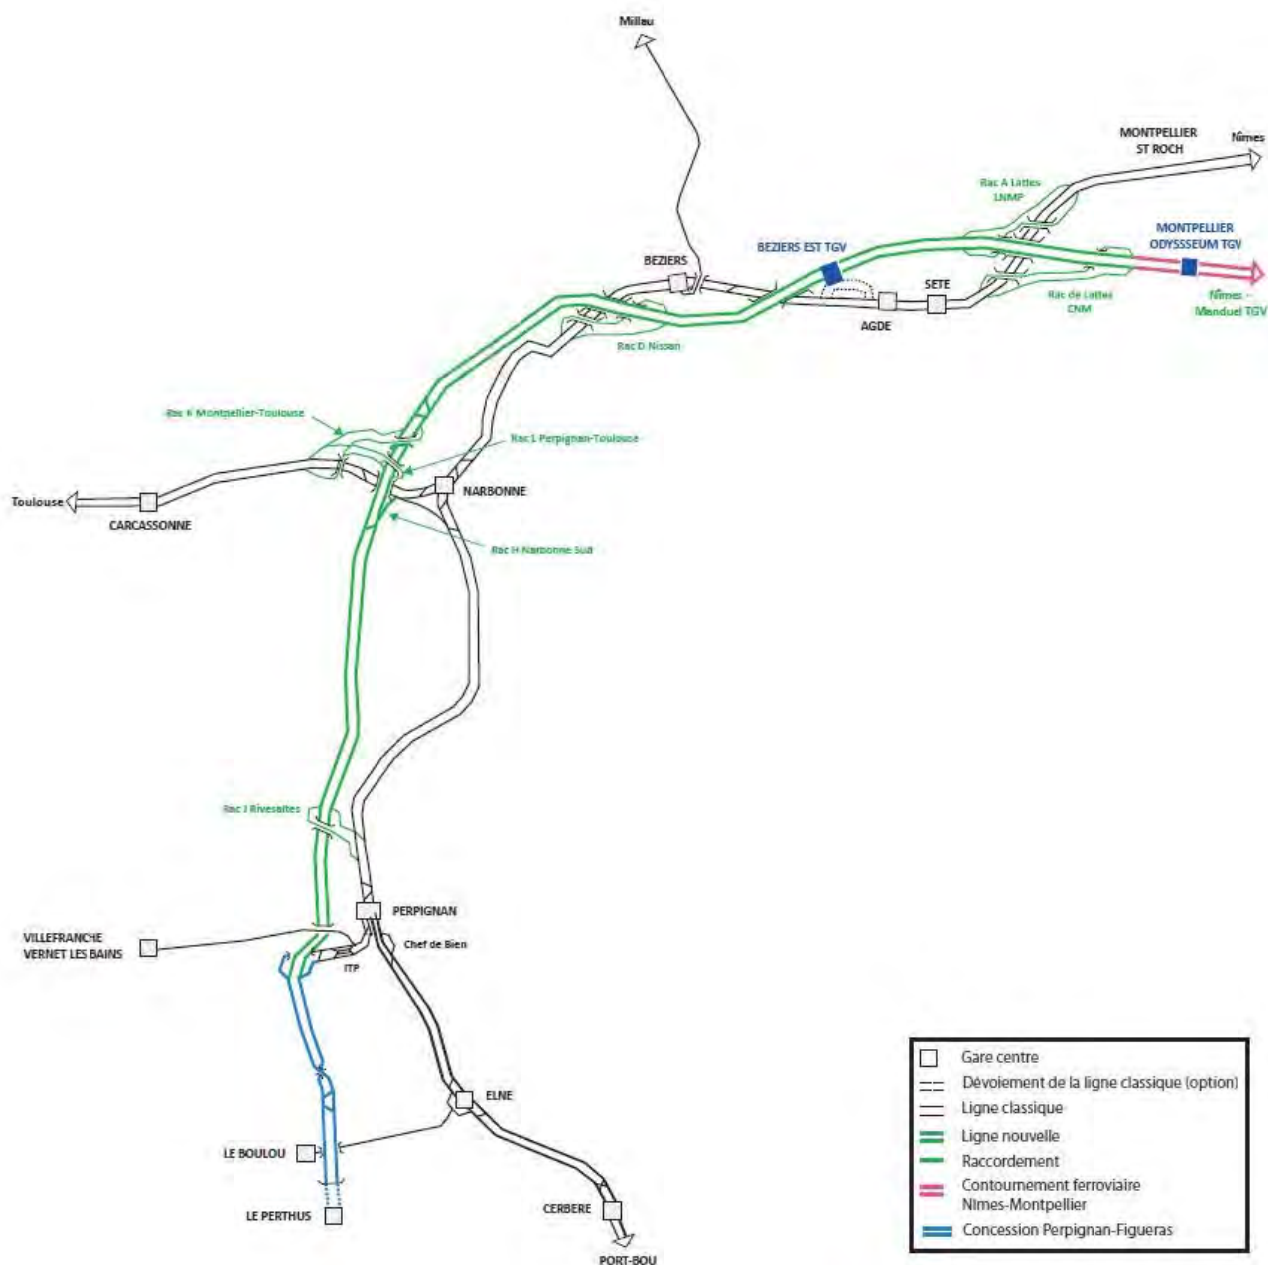 Millau
MONTPELLIER
ST ROCH
Nîmes
Rac A Lattes
LNMP
BEZIERS EST TGV
MONTPELLIER
ODYSSSEUM TGV
BEZIERS
SETE
AGDE
Rac de Lattes
CNM
Nîmes -
Manduel TGV
Rac D Nissan
Rac K Montpellier-Toulouse
Rac L Perpignan-Toulouse
NARBONNE
Toulouse
CARCASSONNE
Rac H Narbonne Sud
Rac J Rivesaltes
PERPIGNAN
Chef de Bien
VILLEFRANCHE
VERNET LES BAINS
ITP
ELNE
LE BOULOU
LE PERTHUS
CERBERE
PORT-BOU
Gare centre
Dévoiement de la ligne classique (option)
Ligne classique
Ligne nouvelle
Raccordement
Contournement ferroviaire
Nîmes-Montpellier
Concession Perpignan-Figueras